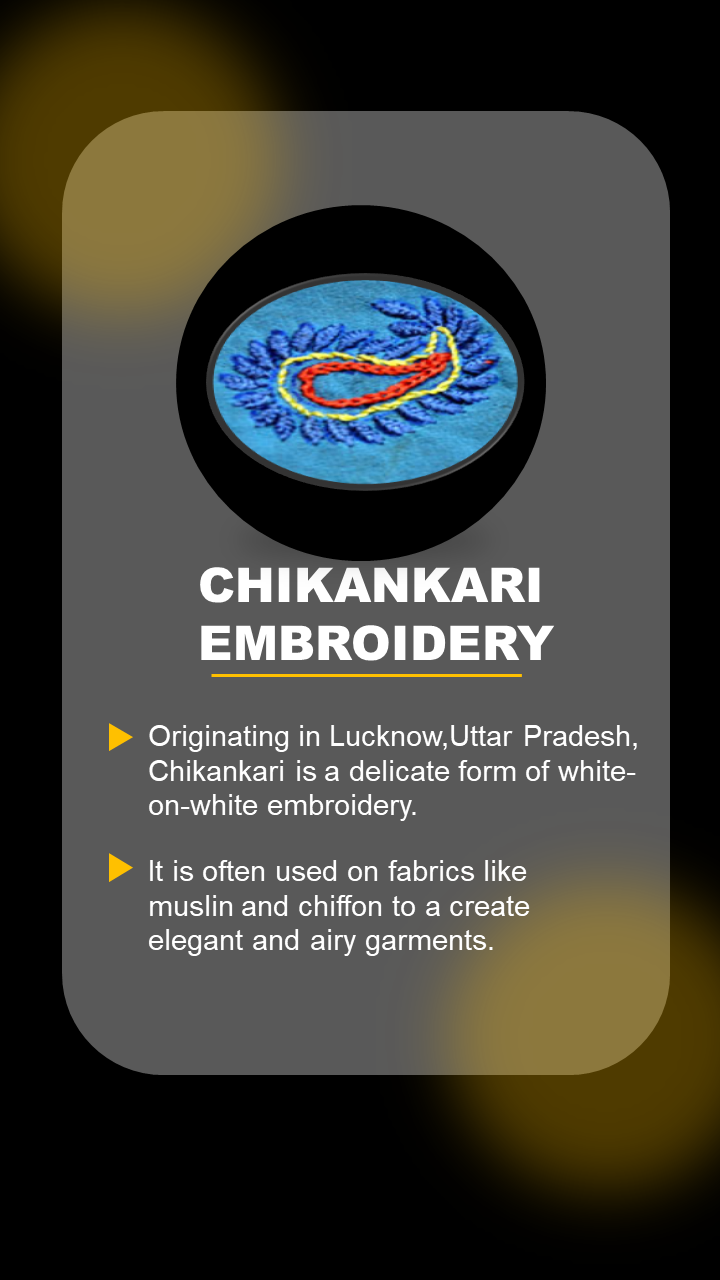 CHIKANKARI
EMBROIDERY
Originating in Lucknow,Uttar Pradesh,
Chikankari is a delicate form of white-
on-white embroidery.
It is often used on fabrics like
muslin and chiffon to a create
elegant and airy garments.